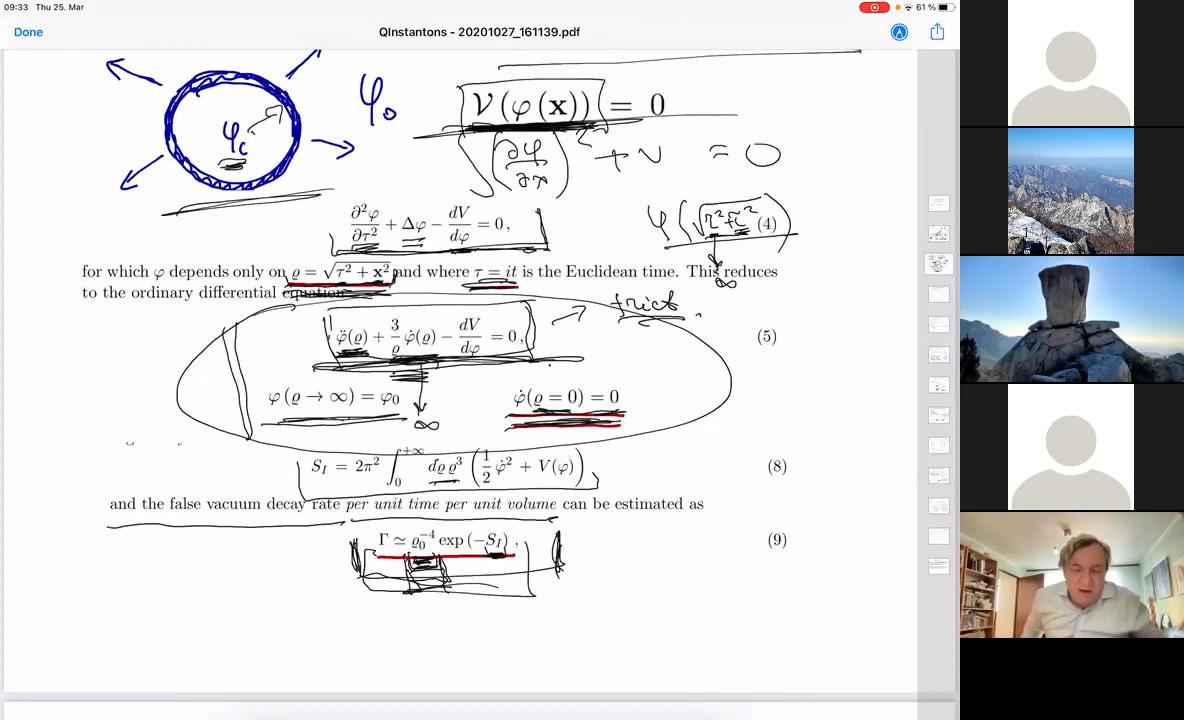 09:33 Thu 25. Mar
61 %
Done
QInstantons - 20201027_161139.pdf
φ₀
φ_c
V(φ(x)) = 0
(∂φ/∂x)² + V = 0
∂²φ/∂τ² + Δφ − dV/dφ = 0, (4)
for which φ depends only on ϱ = √(τ² + x²) and where τ = it is the Euclidean time. This reduces
to the ordinary differential equation
φ̈(ϱ) + 3/ϱ φ̇(ϱ) − dV/dφ = 0, (5)
φ(ϱ → ∞) = φ₀ φ̇(ϱ = 0) = 0
∞
∞
S_I = 2π² ∫₀^{+∞} dϱ ϱ³ (1/2 φ̇² + V(φ)) (8)
and the false vacuum decay rate per unit time per unit volume can be estimated as
Γ ≃ ϱ₀⁻⁴ exp (−S_I), (9)